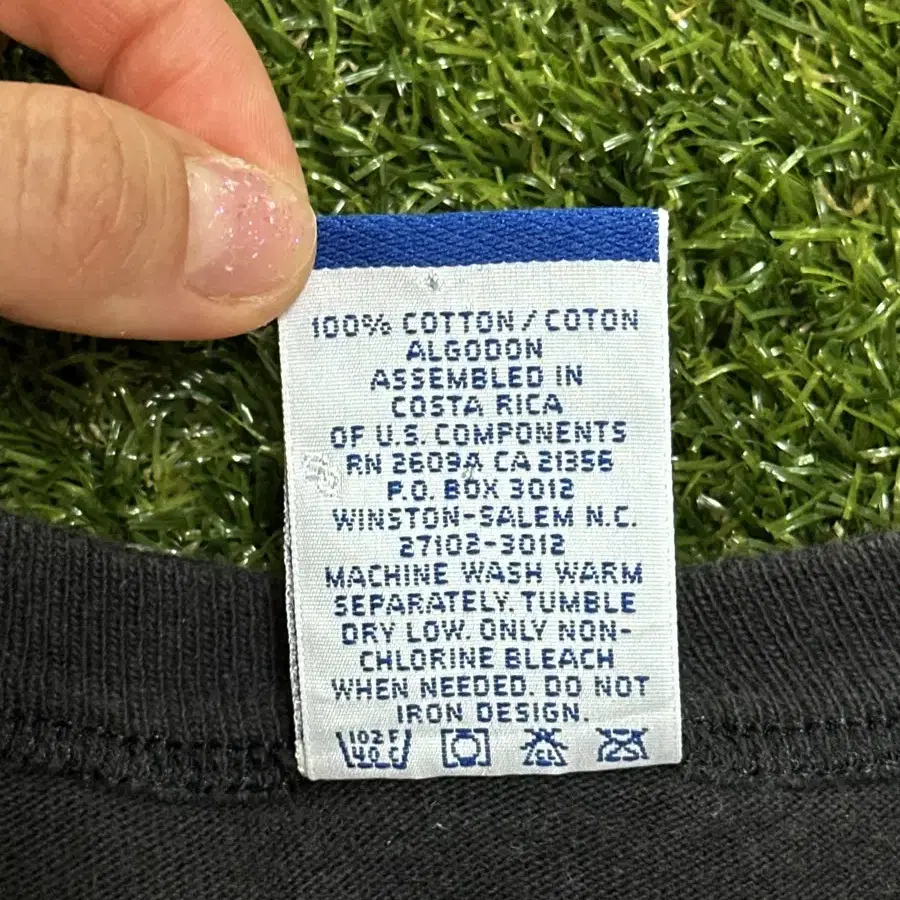 100% COTTON / COTON
ALGODON
ASSEMBLED IN
COSTA RICA
OF U.S. COMPONENTS
RN 26094 CA 21356
P.O. BOX 3012
WINSTON-SALEM N.C.
27102-3012
MACHINE WASH WARM
SEPARATELY. TUMBLE
DRY LOW. ONLY NON-
CHLORINE BLEACH
WHEN NEEDED. DO NOT
IRON DESIGN.
102 F
40 C